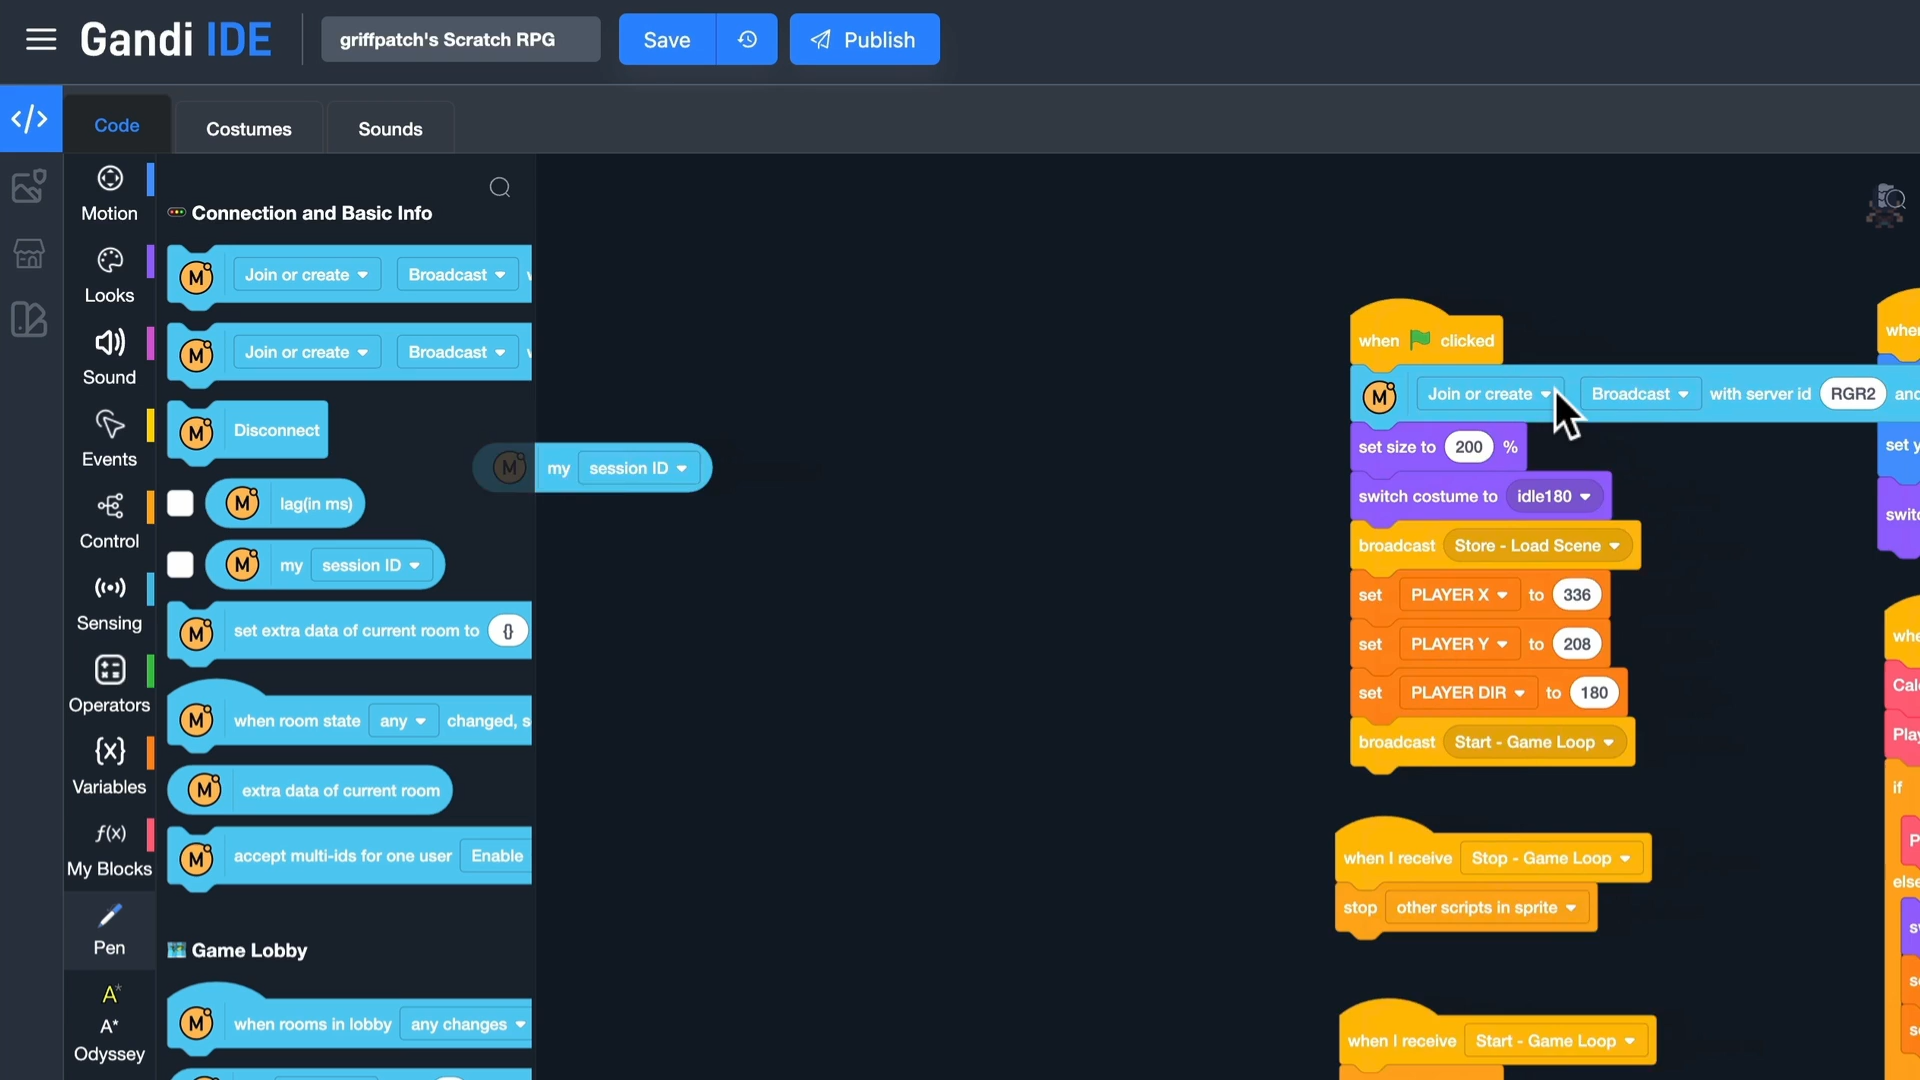 Gandi IDE
griffpatch's Scratch RPG
Save
Publish
Code
Costumes
Sounds
Motion
Looks
Sound
Events
Control
Sensing
Operators
Variables
f(x)
My Blocks
Pen
A*
A*
Odyssey
Connection and Basic Info
M Join or create Broadcast
M Join or create Broadcast
M Disconnect
M lag(in ms)
M my session ID
M set extra data of current room to {}
M when room state any changed, s
M extra data of current room
M accept multi-ids for one user Enable
Game Lobby
M when rooms in lobby any changes
M my session ID
when clicked
M Join or create Broadcast with server id RGR2 and
set size to 200 %
switch costume to idle180
broadcast Store - Load Scene
set PLAYER X to 336
set PLAYER Y to 208
set PLAYER DIR to 180
broadcast Start - Game Loop
when I receive Stop - Game Loop
stop other scripts in sprite
when I receive Start - Game Loop
set y
if